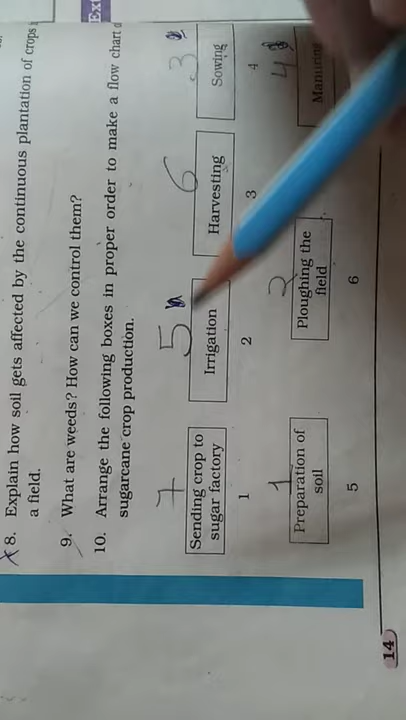 Ext
8. Explain how soil gets affected by the continuous plantation of crops
a field.
9. What are weeds? How can we control them?
10. Arrange the following boxes in proper order to make a flow chart
sugarcane crop production.
7 5 6 3
Sending crop to
sugar factory
Irrigation
Harvesting
Sowing
1 2 3 4
1 2 4
Preparation of
soil
Ploughing the
field
Manuring
5 6
14